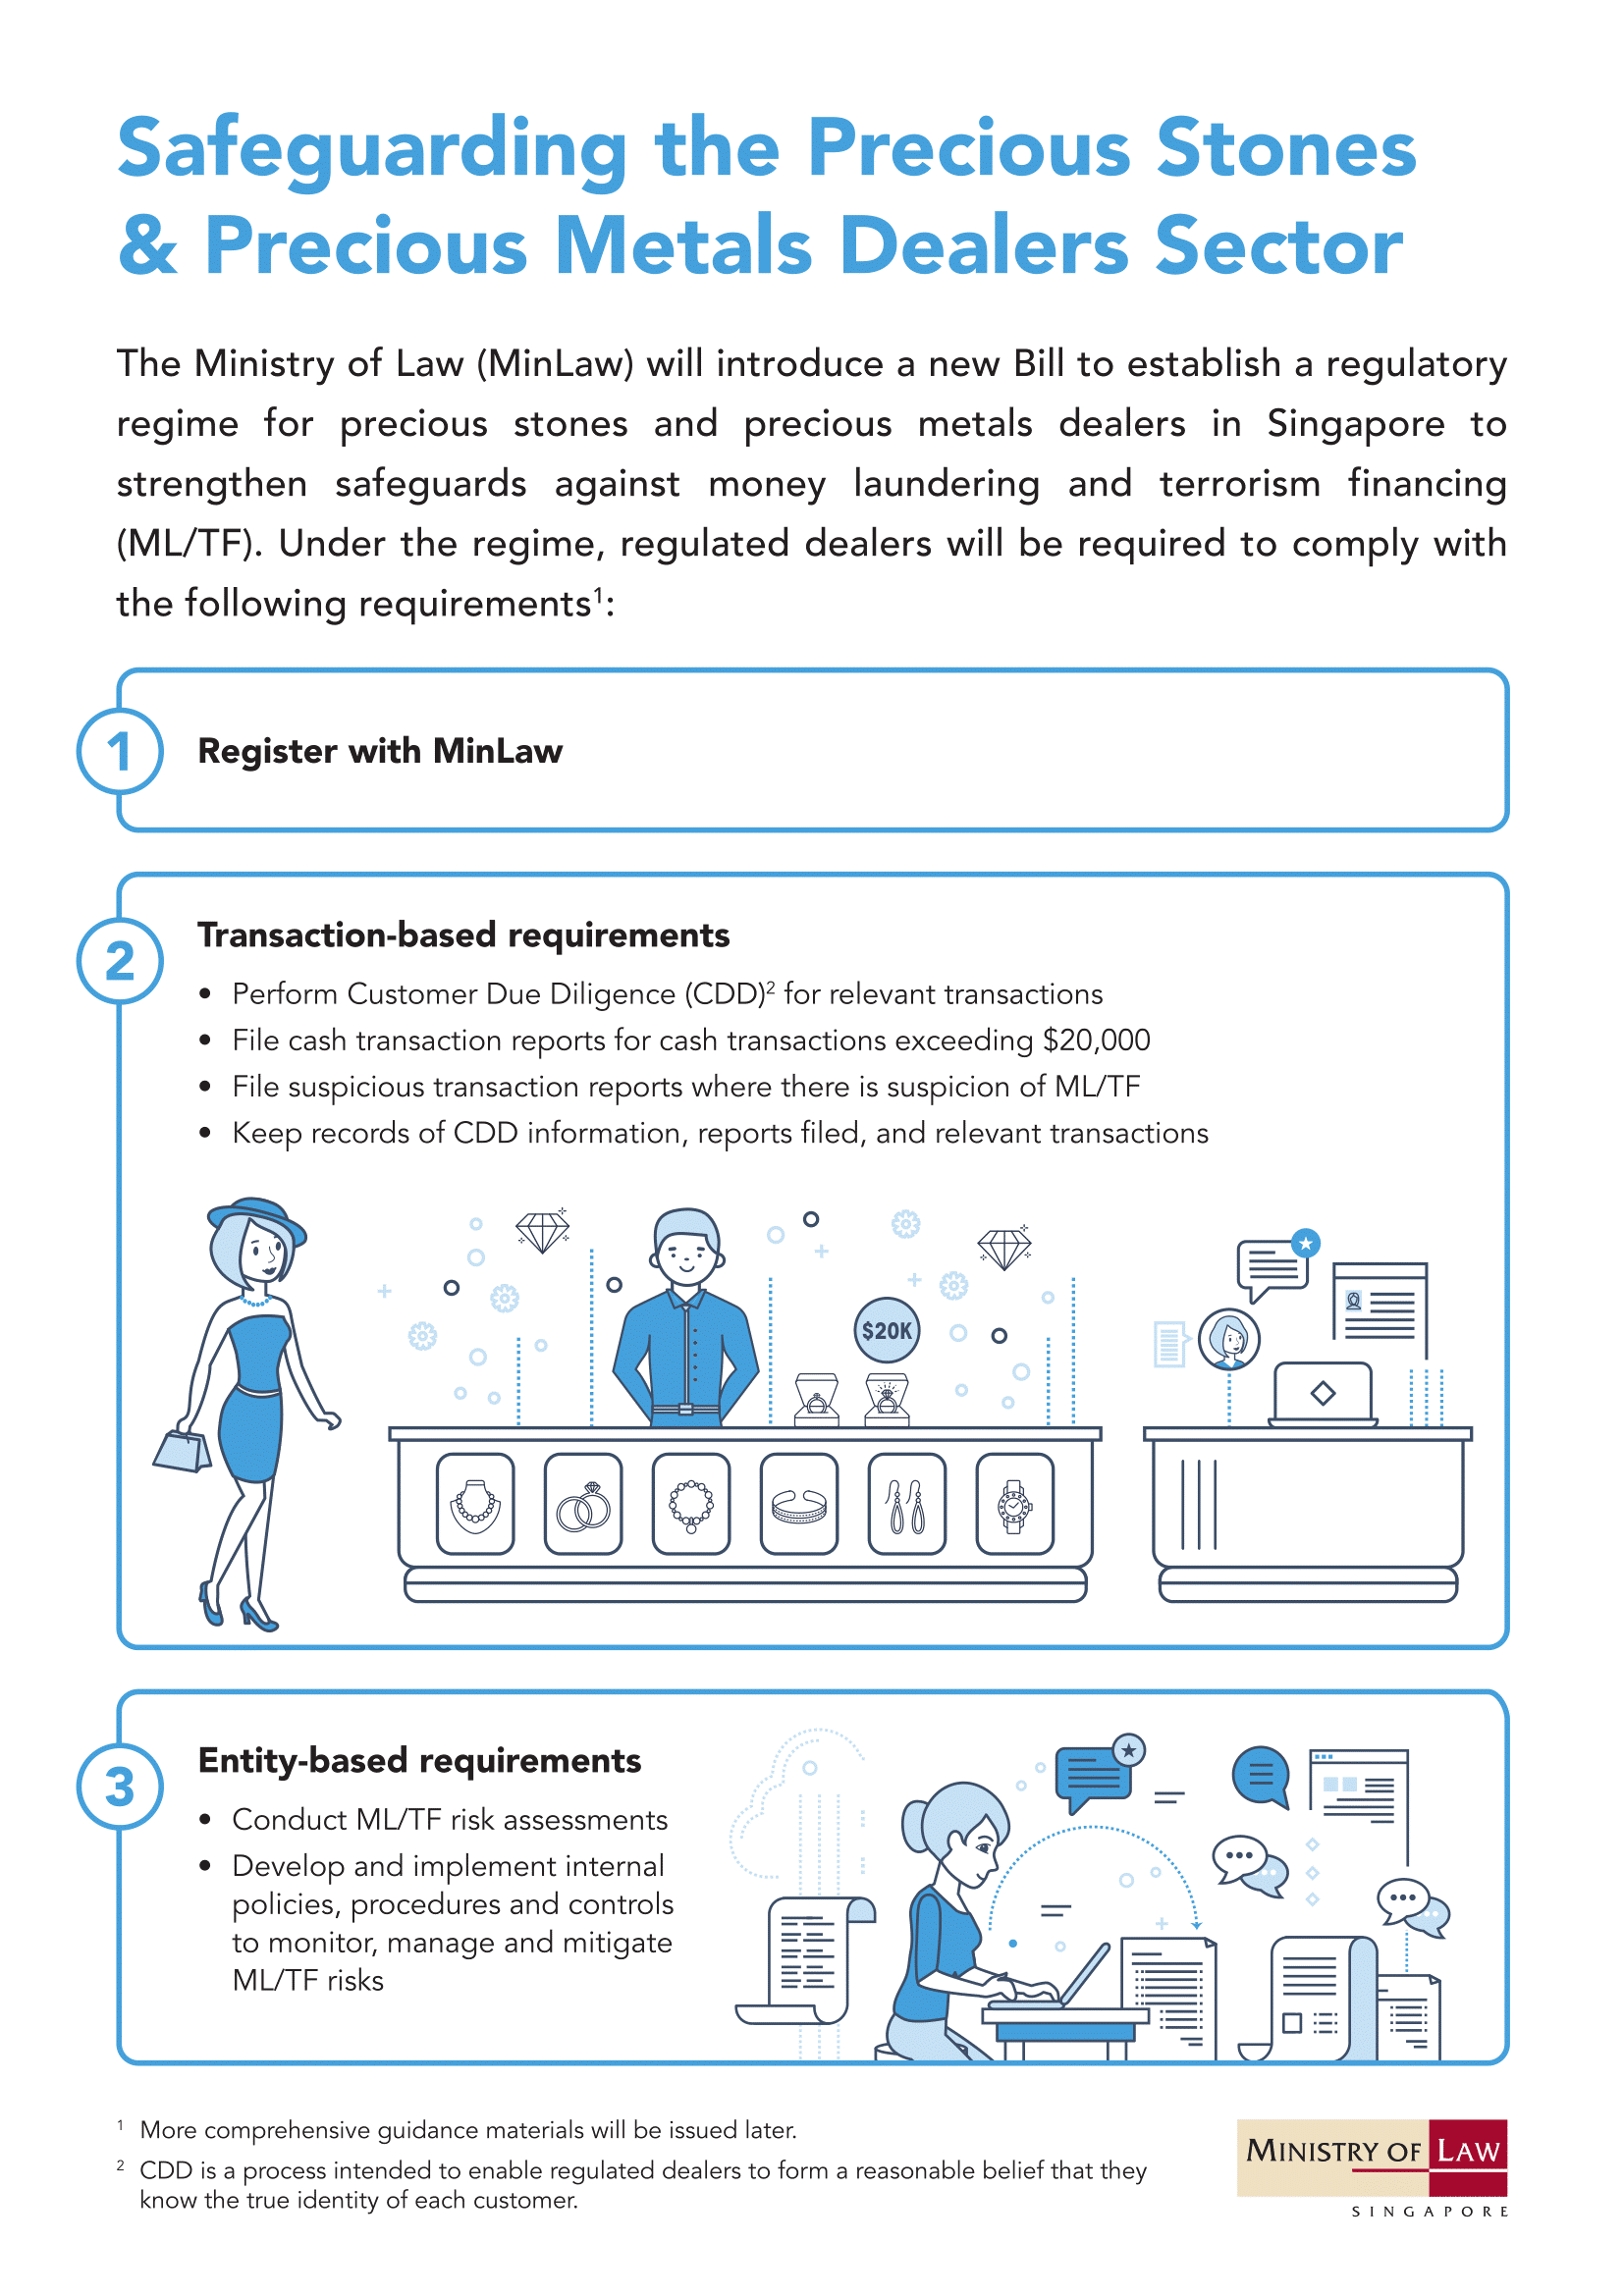 Safeguarding the Precious Stones
& Precious Metals Dealers Sector
The Ministry of Law (MinLaw) will introduce a new Bill to establish a regulatory
regime for precious stones and precious metals dealers in Singapore to
strengthen safeguards against money laundering and terrorism financing
(ML/TF). Under the regime, regulated dealers will be required to comply with
the following requirements¹:
1
Register with MinLaw
2
Transaction-based requirements
• Perform Customer Due Diligence (CDD)² for relevant transactions
• File cash transaction reports for cash transactions exceeding $20,000
• File suspicious transaction reports where there is suspicion of ML/TF
• Keep records of CDD information, reports filed, and relevant transactions
$20K
3
Entity-based requirements
• Conduct ML/TF risk assessments
• Develop and implement internal
policies, procedures and controls
to monitor, manage and mitigate
ML/TF risks
¹ More comprehensive guidance materials will be issued later.
² CDD is a process intended to enable regulated dealers to form a reasonable belief that they
know the true identity of each customer.
MINISTRY OF LAW
SINGAPORE